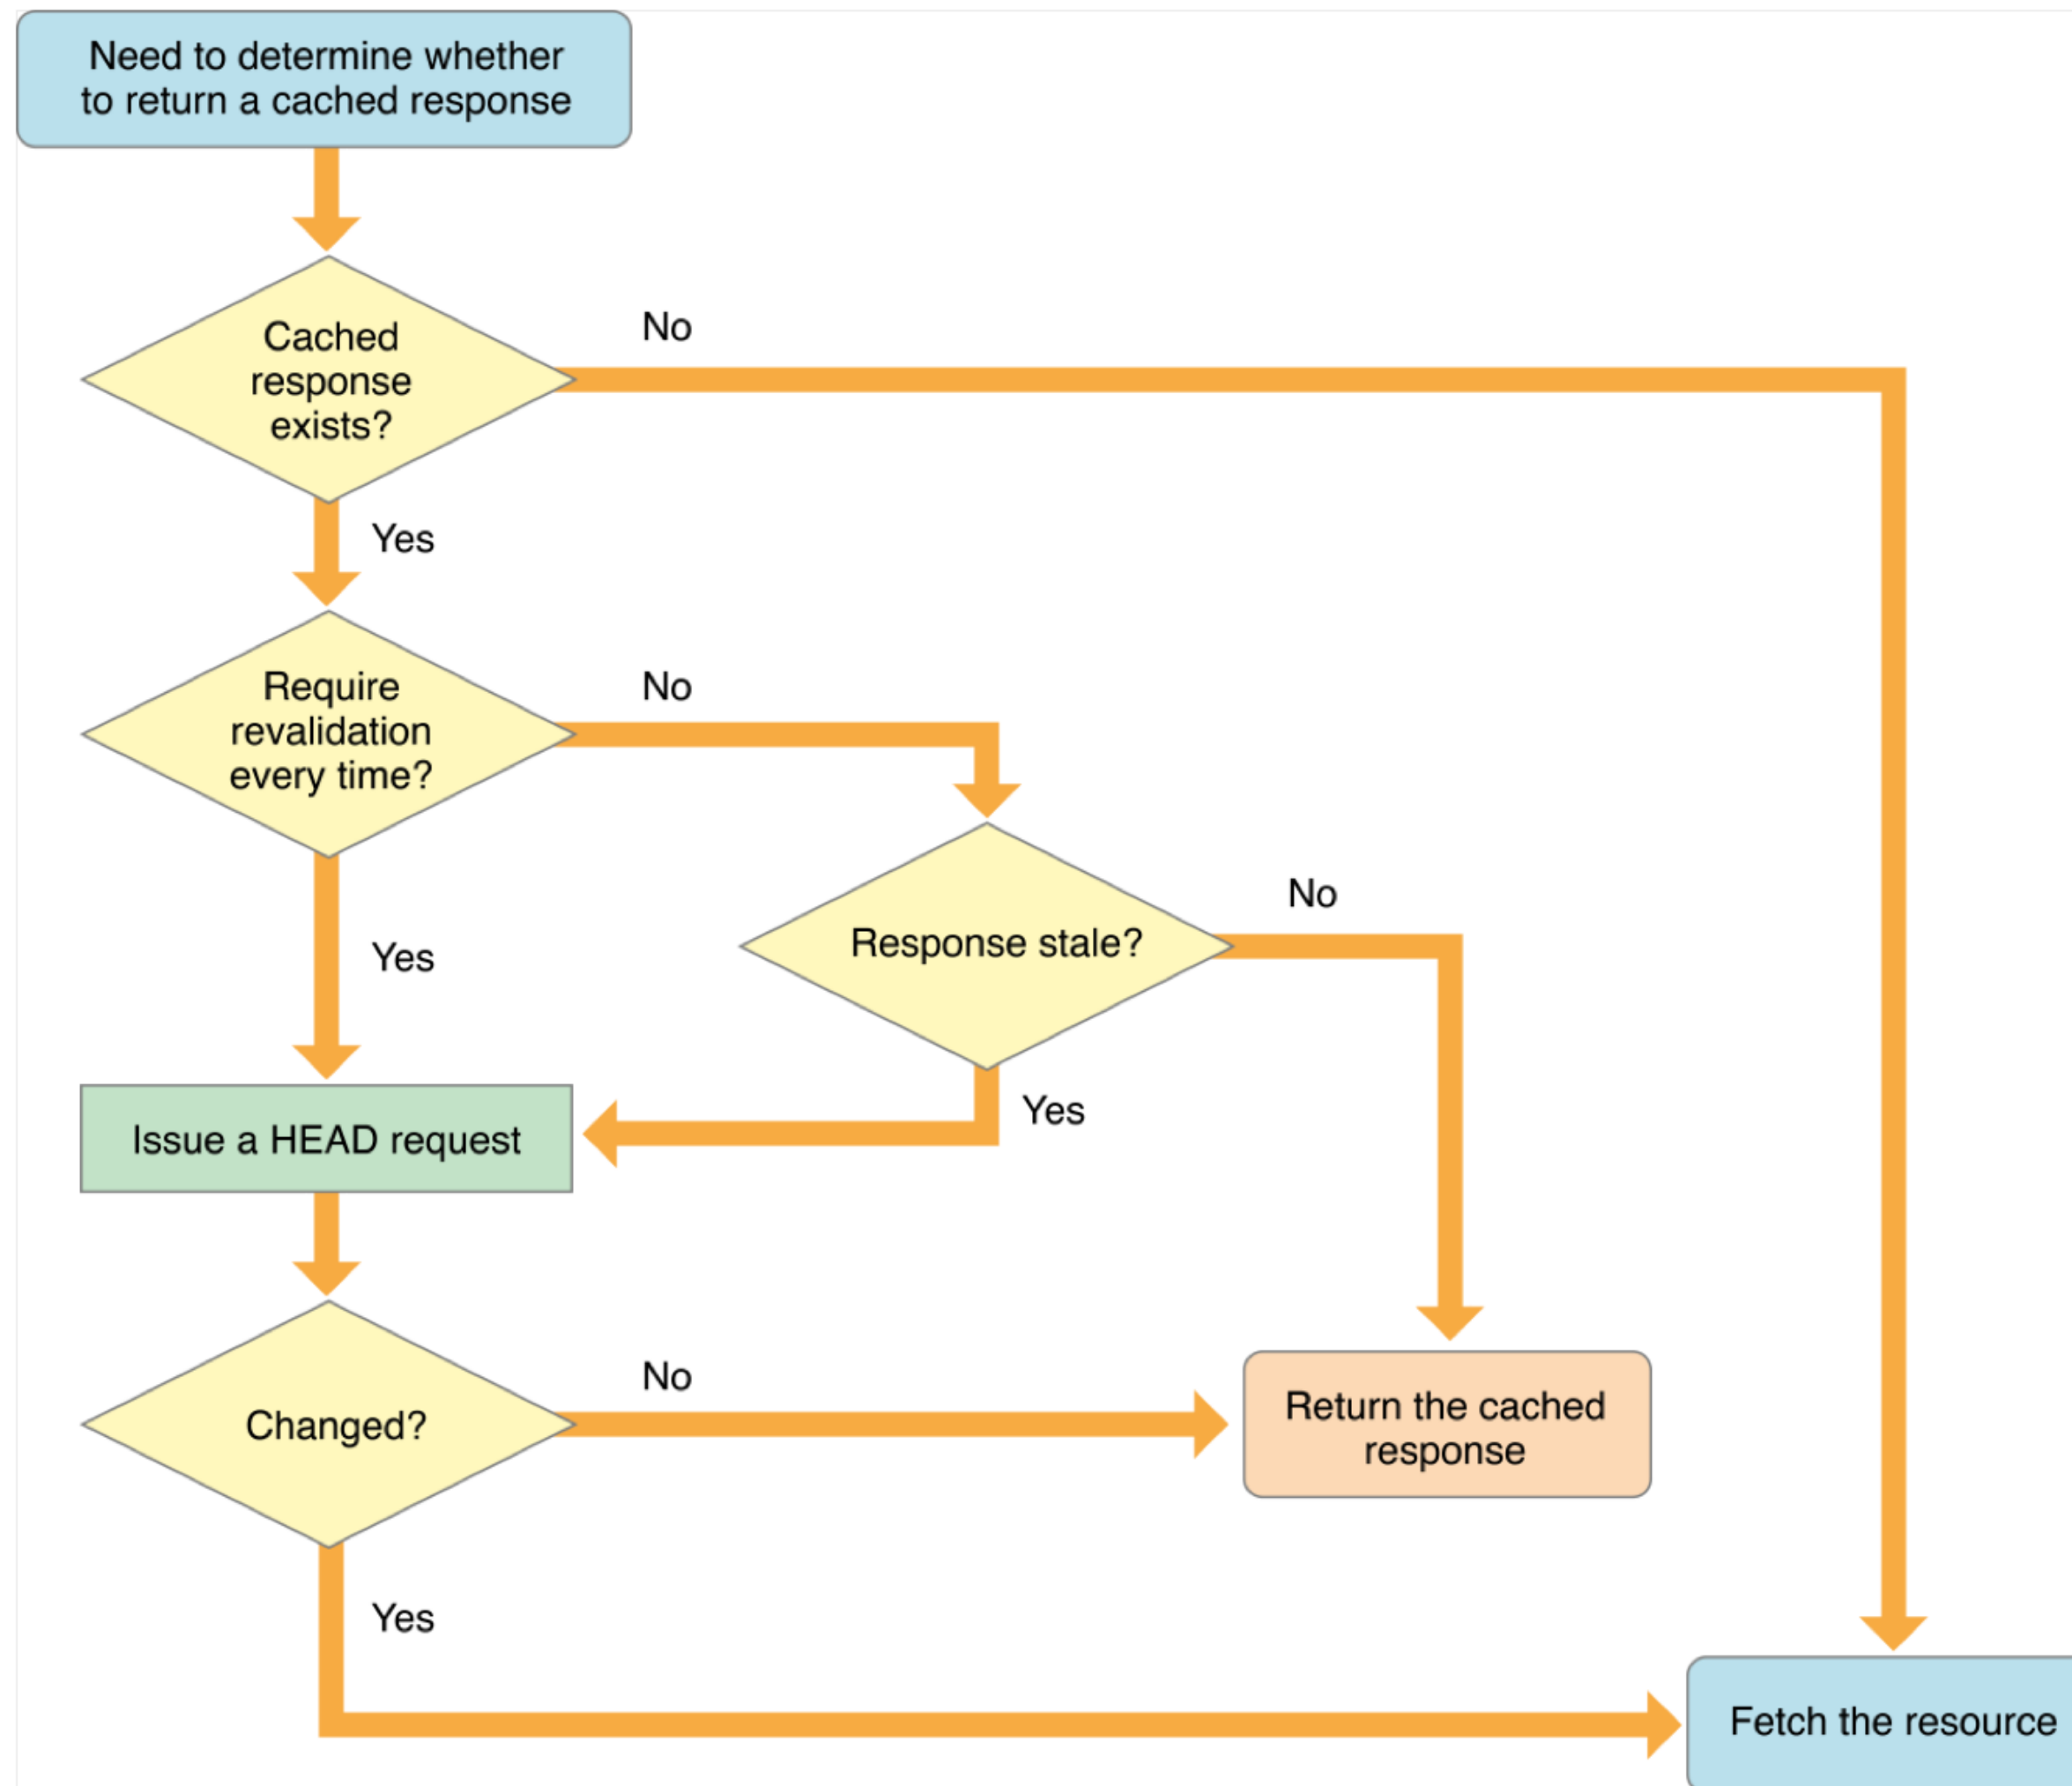 Need to determine whether
to return a cached response
Cached
response
exists?
No
Yes
Require
revalidation
every time?
No
Response stale?
No
Yes
Yes
Issue a HEAD request
Changed?
No
Return the cached
response
Yes
Fetch the resource